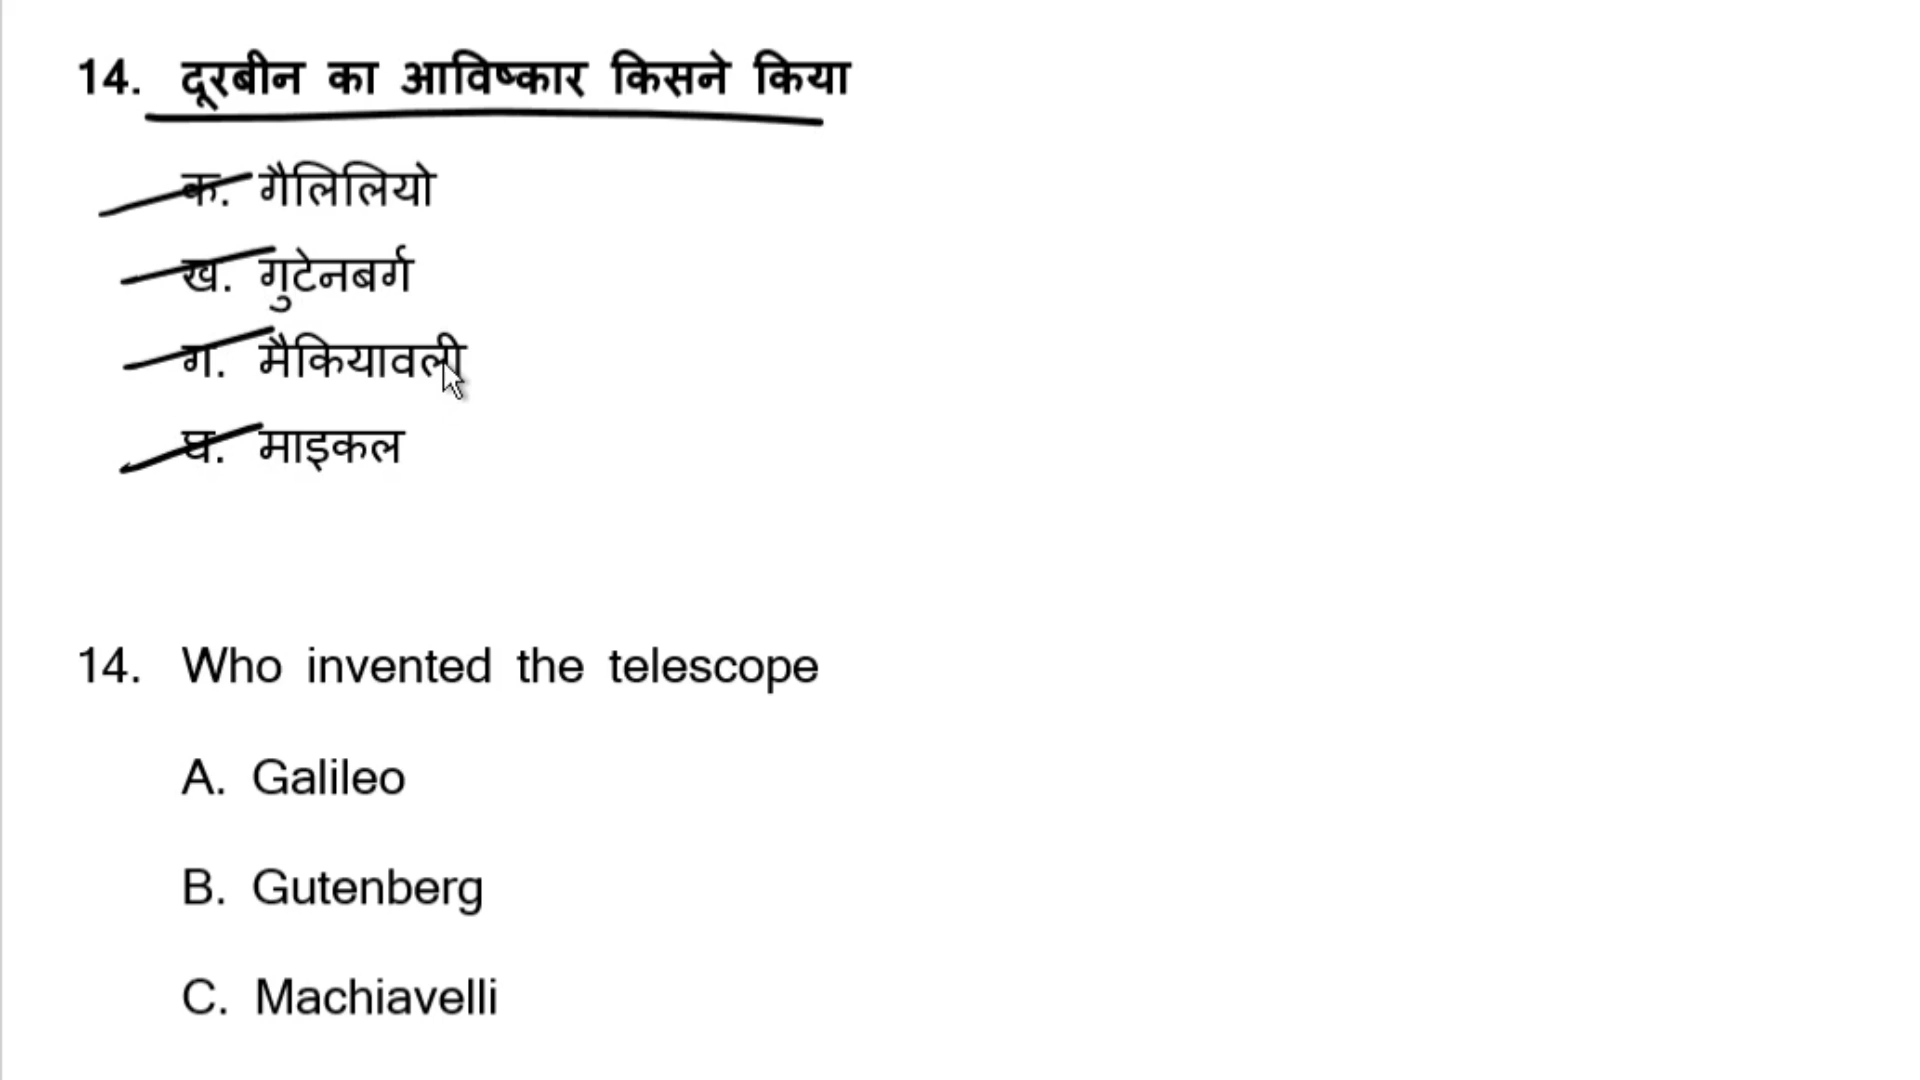 14. दूरबीन का आविष्कार किसने किया
क. गैलिलियो
ख. गुटेनबर्ग
ग. मैकियावली
घ. माइकल
14. Who invented the telescope
A. Galileo
B. Gutenberg
C. Machiavelli